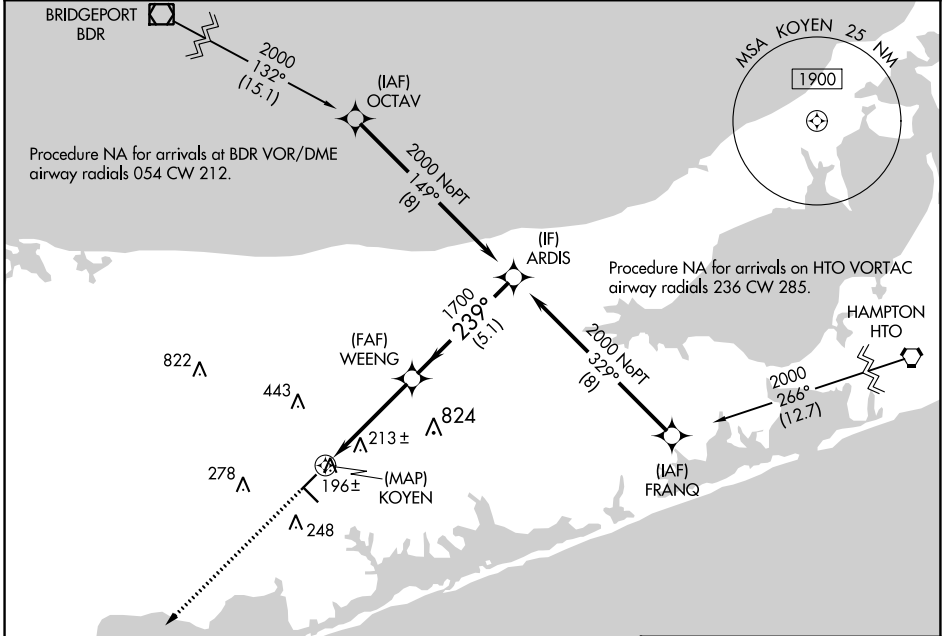 BRIDGEPORT
BDR
2000
132°
(15.1)
(IAF)
OCTAV
MSA KOYEN 25 NM
1900
Procedure NA for arrivals at BDR VOR/DME
airway radials 054 CW 212.
2000 NoPT
149°
(8)
(IF)
ARDIS
Procedure NA for arrivals on HTO VORTAC
airway radials 236 CW 285.
HAMPTON
HTO
1700
239°
(5.1)
(FAF)
WEENG
2000 NoPT
329°
(8)
2000
266°
(12.7)
822
443
824
213±
(IAF)
FRANQ
278
196±
(MAP)
KOYEN
248